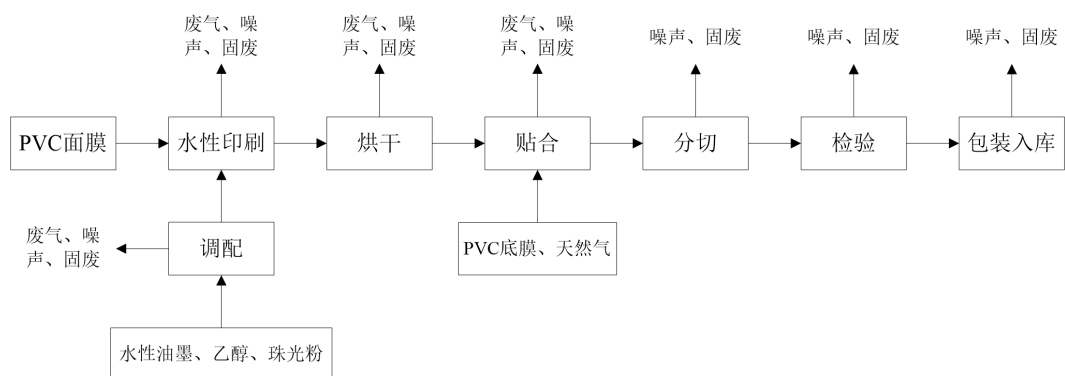 废气、噪
声、固废
废气、噪
声、固废
废气、噪
声、固废
噪声、固废
噪声、固废
噪声、固废
PVC面膜
水性印刷
烘干
贴合
分切
检验
包装入库
废气、噪
声、固废
调配
PVC底膜、天然气
水性油墨、乙醇、珠光粉